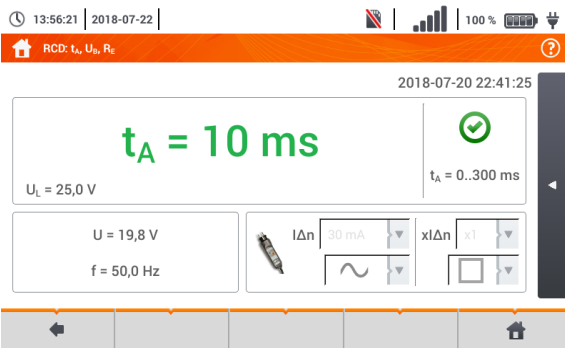 13:56:21 2018-07-22 100 %
RCD: tA, UB, RE ?
2018-07-20 22:41:25
tA = 10 ms
tA = 0..300 ms
UL = 25,0 V
U = 19,8 V
IΔn 30 mA xIΔn x1
f = 50,0 Hz